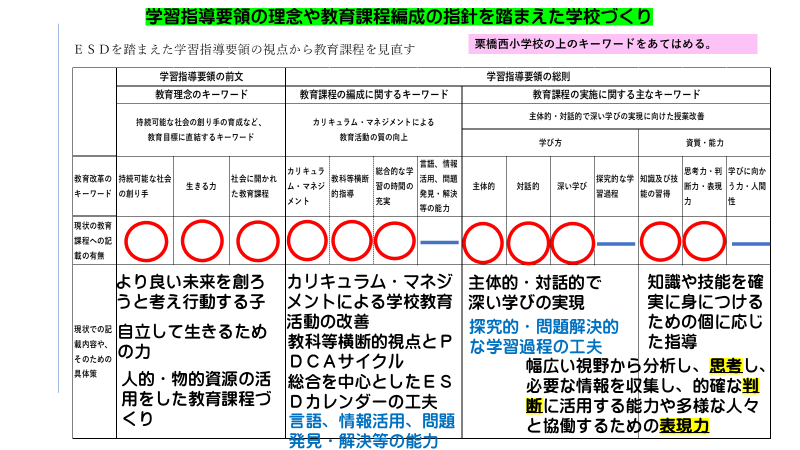 学習指導要領の理念や教育課程編成の指針を踏まえた学校づくり
ＥＳＤを踏まえた学習指導要領の視点から教育課程を見直す
栗橋西小学校の上のキーワードをあてはめる。
学習指導要領の前文
学習指導要領の総則
教育理念のキーワード
教育課程の編成に関するキーワード
教育課程の実施に関する主なキーワード
持続可能な社会の創り手の育成など、
教育目標に直結するキーワード
カリキュラム・マネジメントによる
教育活動の質の向上
主体的・対話的で深い学びの実現に向けた授業改善
学び方
資質・能力
教育改革の
キーワード
持続可能な社会
の創り手
生きる力
社会に開かれ
た教育課程
カリキュラ
ム・マネジ
メント
教科等横断
的指導
総合的な学
習の時間の
充実
言語、情報
活用、問題
発見・解決
等の能力
主体的
対話的
深い学び
探究的な学
習過程
知識及び技
能の習得
思考力・判
断力・表現
力
学びに向か
う力・人間
性
現状の教育
課程への記
載の有無
現状での記
載内容や、
そのための
具体策
より良い未来を創ろ
うと考え行動する子
自立して生きるため
の力
人的・物的資源の活
用をした教育課程づ
くり
カリキュラム・マネジ
メントによる学校教育
活動の改善
教科等横断的視点とＰ
ＤＣＡサイクル
総合を中心としたＥＳ
Ｄカレンダーの工夫
言語、情報活用、問題
発見・解決等の能力
主体的・対話的で
深い学びの実現
探究的・問題解決的
な学習過程の工夫
知識や技能を確
実に身につける
ための個に応じ
た指導
幅広い視野から分析し、思考し、
必要な情報を収集し、的確な判
断に活用する能力や多様な人々
と協働するための表現力